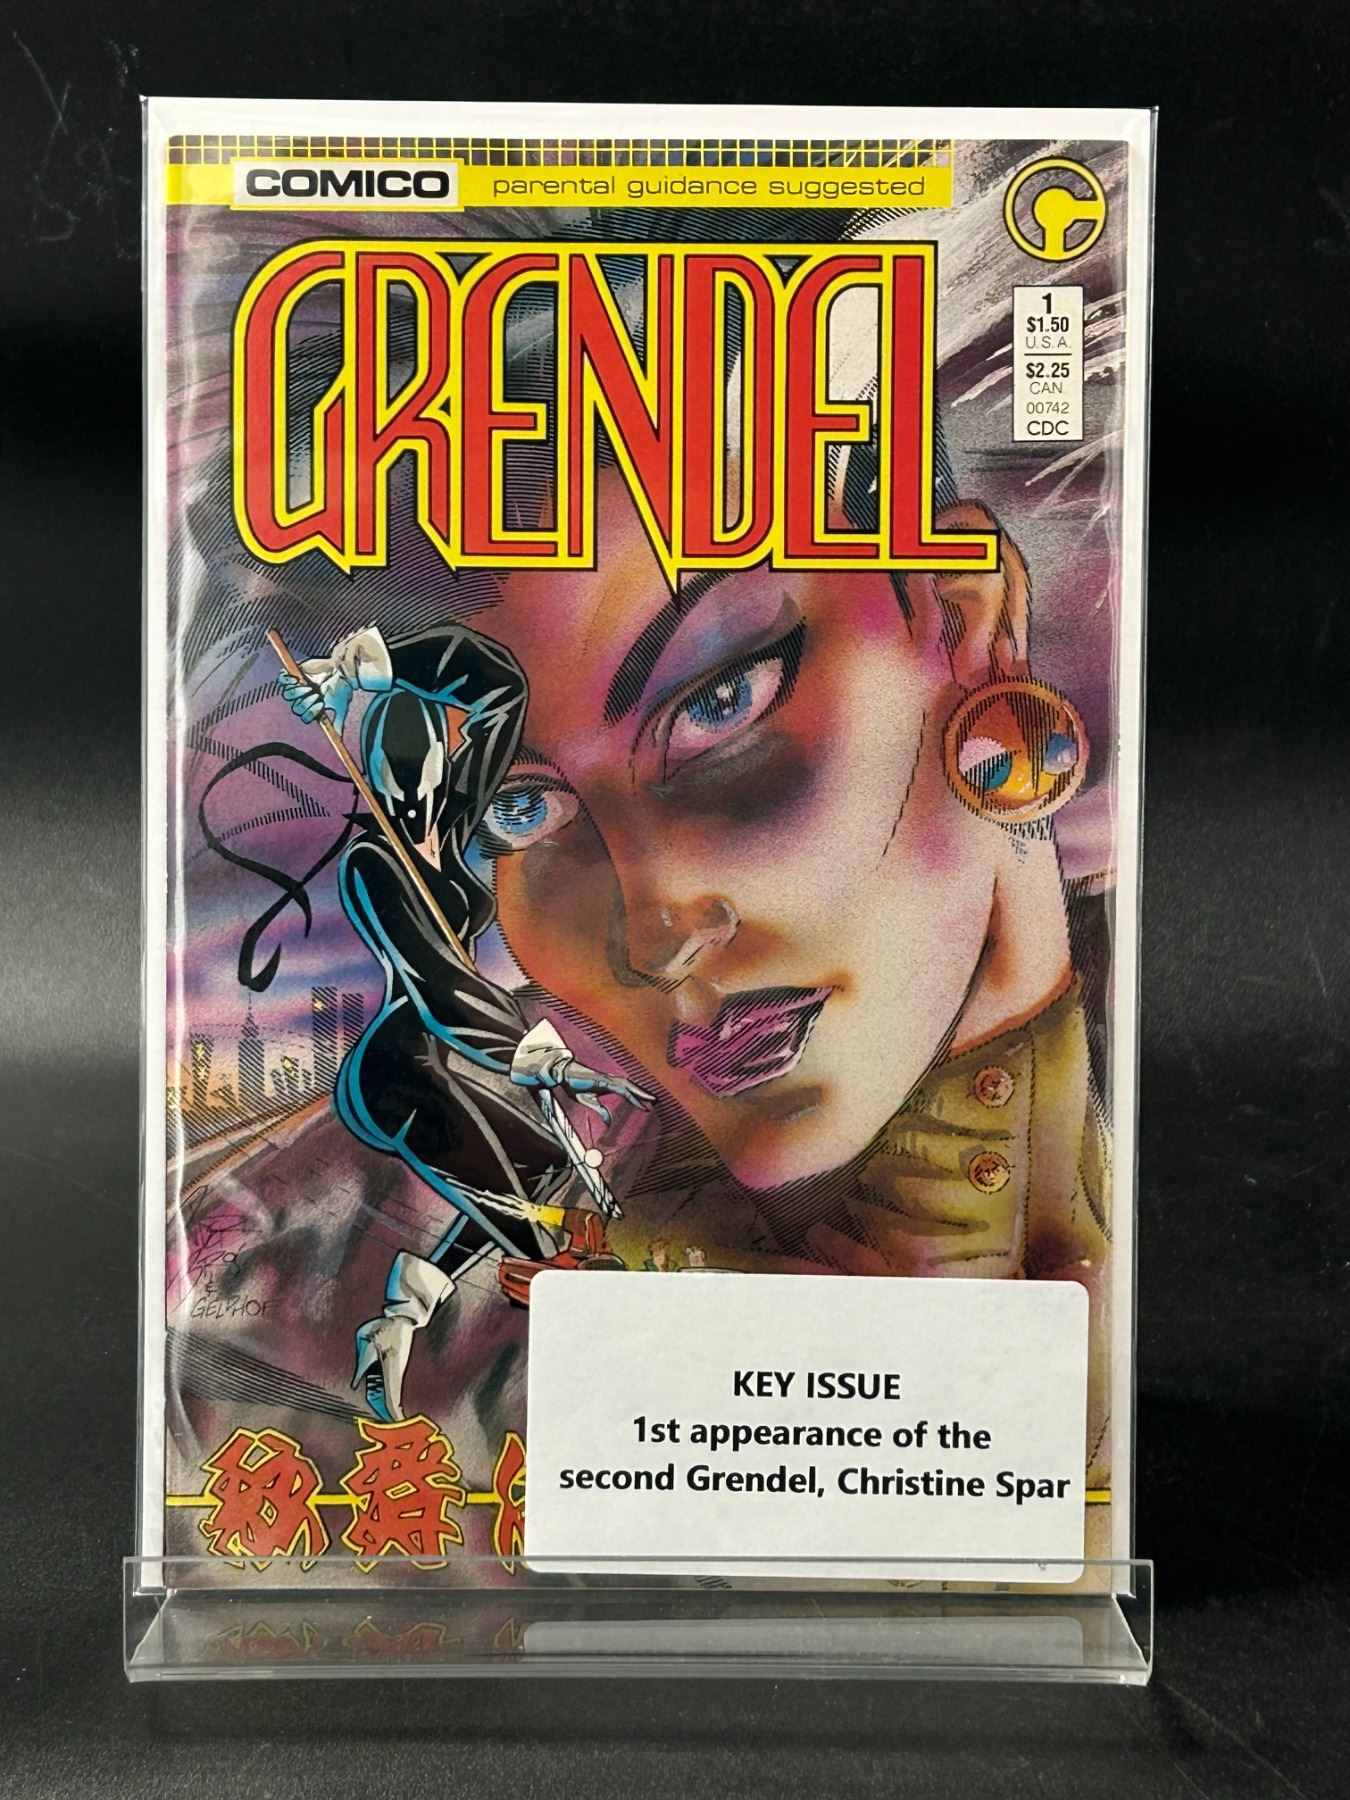 COMICO
parental guidance suggested
GRENDEL
1
$1.50
U.S.A.
$2.25
CAN.
00742
CDC
GELDHOF
KEY ISSUE
1st appearance of the
second Grendel, Christine Spar